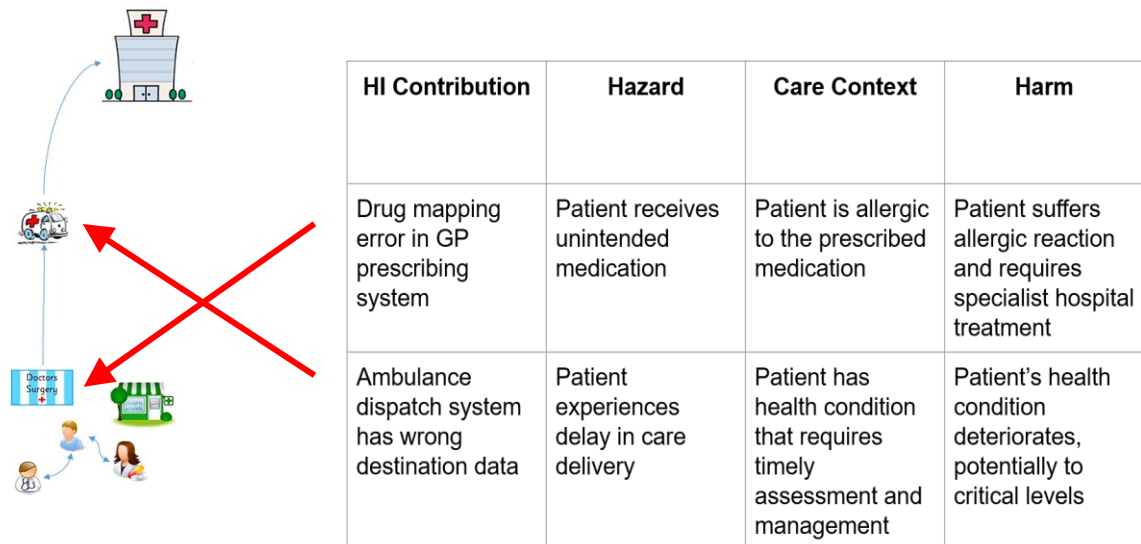 HI Contribution
Hazard
Care Context
Harm
Drug mapping
error in GP
prescribing
system
Patient receives
unintended
medication
Patient is allergic
to the prescribed
medication
Patient suffers
allergic reaction
and requires
specialist hospital
treatment
Ambulance
dispatch system
has wrong
destination data
Patient
experiences
delay in care
delivery
Patient has
health condition
that requires
timely
assessment and
management
Patient’s health
condition
deteriorates,
potentially to
critical levels
Doctors
Surgery